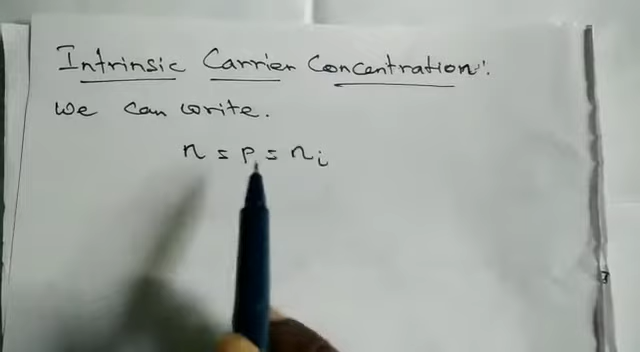 Intrinsic Carrier Concentration:
We can write.
n = p = ni